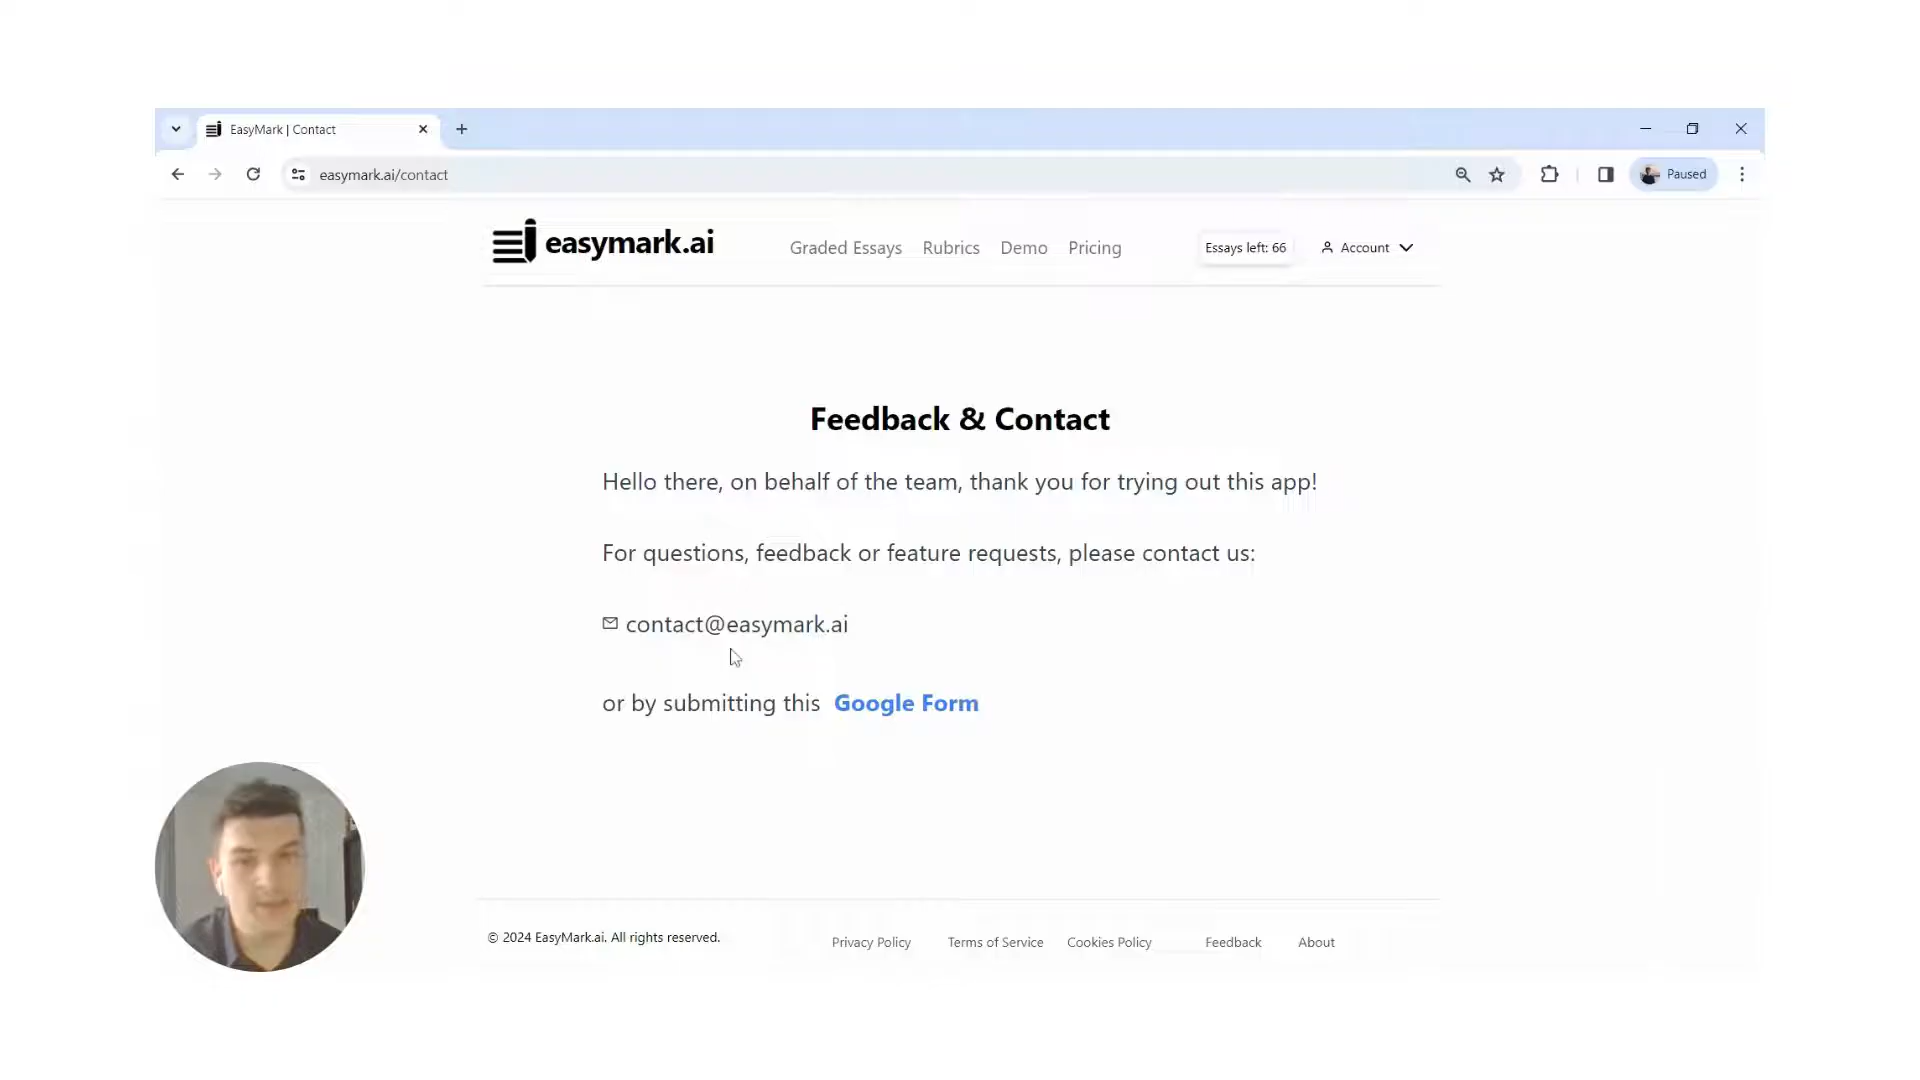 EasyMark | Contact
easymark.ai/contact
Paused
easymark.ai
Graded Essays Rubrics Demo Pricing
Essays left: 66
Account
Feedback & Contact
Hello there, on behalf of the team, thank you for trying out this app!
For questions, feedback or feature requests, please contact us:
contact@easymark.ai
or by submitting this Google Form
© 2024 EasyMark.ai. All rights reserved.
Privacy Policy Terms of Service Cookies Policy Feedback About